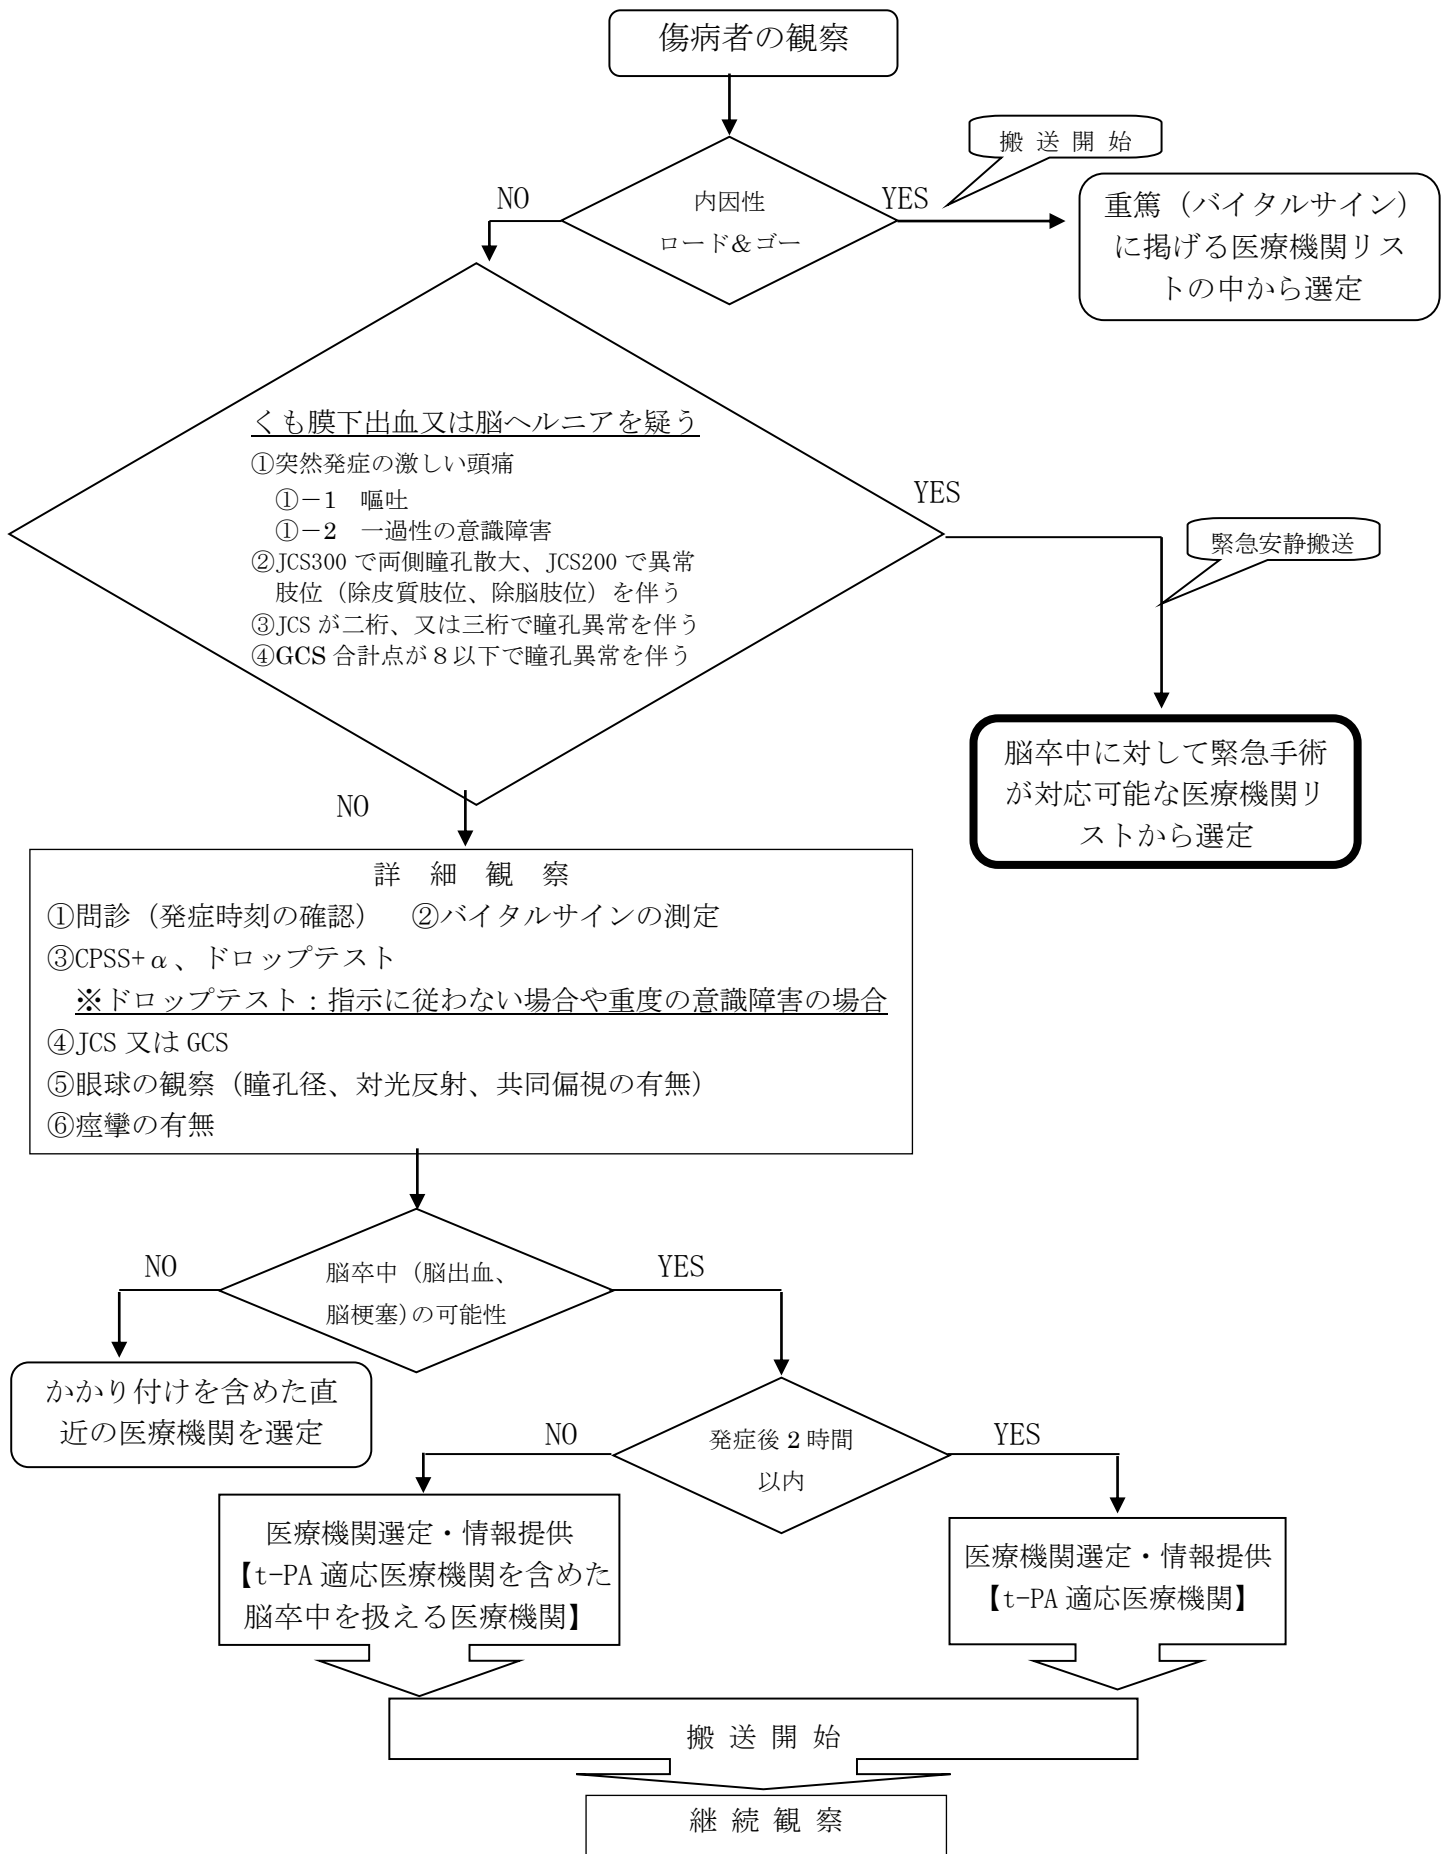 傷病者の観察
搬 送 開 始
NO
内因性
YES
ロード＆ゴー
重篤（バイタルサイン）
に掲げる医療機関リス
トの中から選定
くも膜下出血又は脳ヘルニアを疑う
①突然発症の激しい頭痛
①－1　嘔吐
①－2　一過性の意識障害
②JCS300 で両側瞳孔散大、JCS200 で異常
肢位（除皮質肢位、除脳肢位）を伴う
③JCS が二桁、又は三桁で瞳孔異常を伴う
④GCS 合計点が８以下で瞳孔異常を伴う
YES
緊急安静搬送
脳卒中に対して緊急手術
が対応可能な医療機関リ
ストから選定
NO
詳　細　観　察
①問診（発症時刻の確認）　②バイタルサインの測定
③CPSS+α、ドロップテスト
※ドロップテスト：指示に従わない場合や重度の意識障害の場合
④JCS 又は GCS
⑤眼球の観察（瞳孔径、対光反射、共同偏視の有無）
⑥痙攣の有無
NO
脳卒中（脳出血、
脳梗塞）の可能性
YES
かかり付けを含めた直
近の医療機関を選定
NO
発症後 2 時間
以内
YES
医療機関選定・情報提供
【t-PA 適応医療機関を含めた
脳卒中を扱える医療機関】
医療機関選定・情報提供
【t-PA 適応医療機関】
搬 送 開 始
継 続 観 察